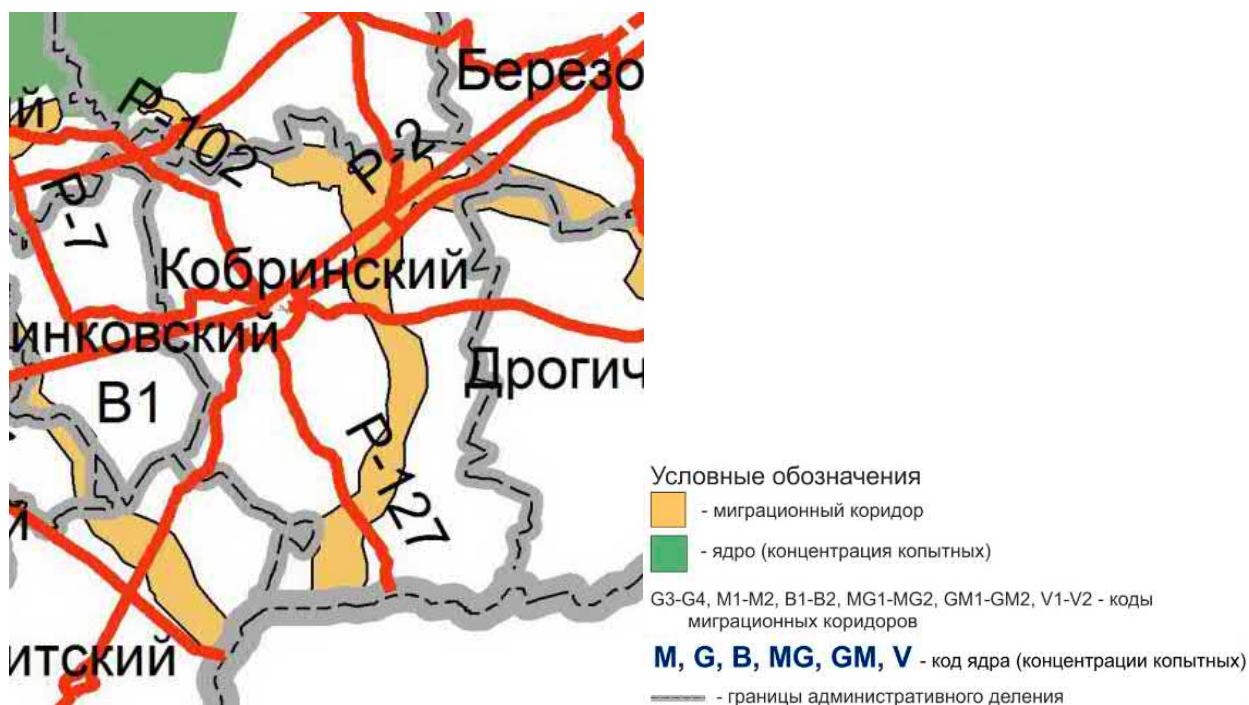 Березо
й
Р-102
Р-2
Р-7
Кобринский
инковский
Дрогич
В1
Р-127
й
итский
Условные обозначения
- миграционный коридор
- ядро (концентрация копытных)
G3-G4, M1-M2, B1-B2, MG1-MG2, GM1-GM2, V1-V2 - коды
миграционных коридоров
M, G, B, MG, GM, V - код ядра (концентрации копытных)
- границы административного деления